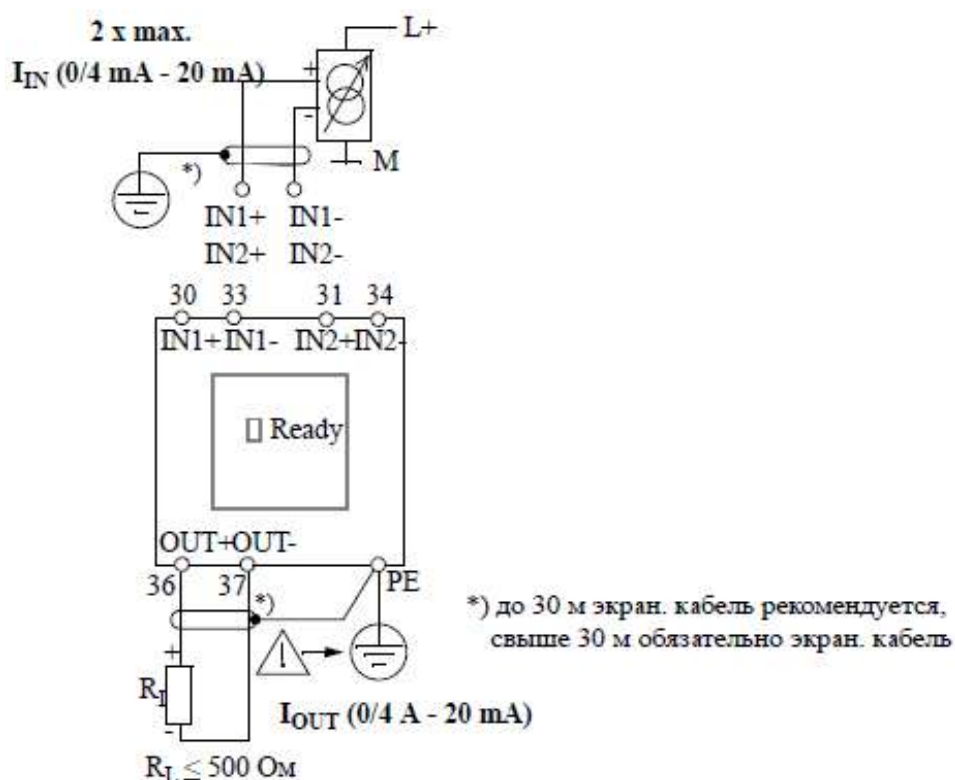 2 x max.
L+
I_IN (0/4 mA - 20 mA)
+
-
M
*)
IN1+ IN1-
IN2+ IN2-
30 33 31 34
IN1+ IN1- IN2+ IN2-
Ready
OUT+ OUT-
36 37 PE
*)
*) до 30 м экран. кабель рекомендуется,
свыше 30 м обязательно экран. кабель
+
R_L
-
I_OUT (0/4 A - 20 mA)
R_L ≤ 500 Ом